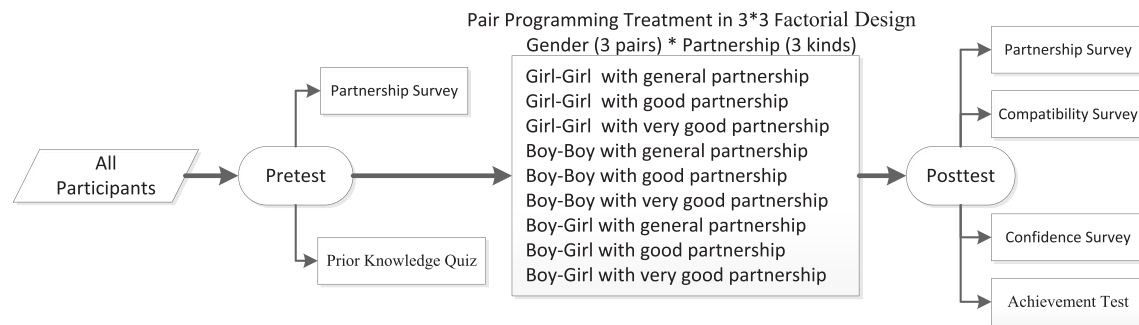 Pair Programming Treatment in 3*3 Factorial Design
Gender (3 pairs) * Partnership (3 kinds)
All
Participants
Pretest
Partnership Survey
Prior Knowledge Quiz
Girl-Girl with general partnership
Girl-Girl with good partnership
Girl-Girl with very good partnership
Boy-Boy with general partnership
Boy-Boy with good partnership
Boy-Boy with very good partnership
Boy-Girl with general partnership
Boy-Girl with good partnership
Boy-Girl with very good partnership
Posttest
Partnership Survey
Compatibility Survey
Confidence Survey
Achievement Test